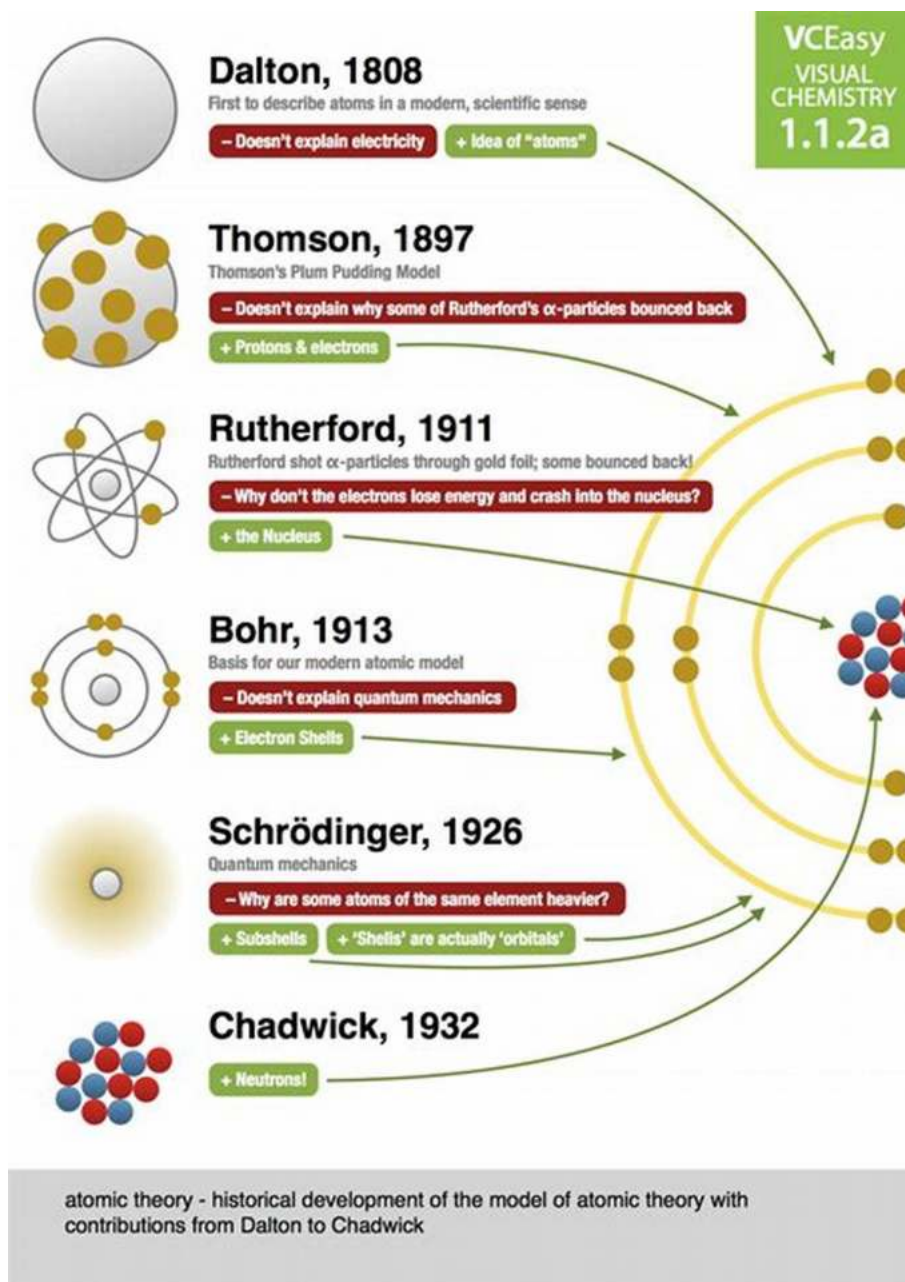 VCEasy
VISUAL
CHEMISTRY
1.1.2a
Dalton, 1808
First to describe atoms in a modern, scientific sense
– Doesn't explain electricity
+ Idea of "atoms"
Thomson, 1897
Thomson's Plum Pudding Model
– Doesn't explain why some of Rutherford's α-particles bounced back
+ Protons & electrons
Rutherford, 1911
Rutherford shot α-particles through gold foil; some bounced back!
– Why don't the electrons lose energy and crash into the nucleus?
+ the Nucleus
Bohr, 1913
Basis for our modern atomic model
– Doesn't explain quantum mechanics
+ Electron Shells
Schrödinger, 1926
Quantum mechanics
– Why are some atoms of the same element heavier?
+ Subshells
+ 'Shells' are actually 'orbitals'
Chadwick, 1932
+ Neutrons!
atomic theory - historical development of the model of atomic theory with
contributions from Dalton to Chadwick